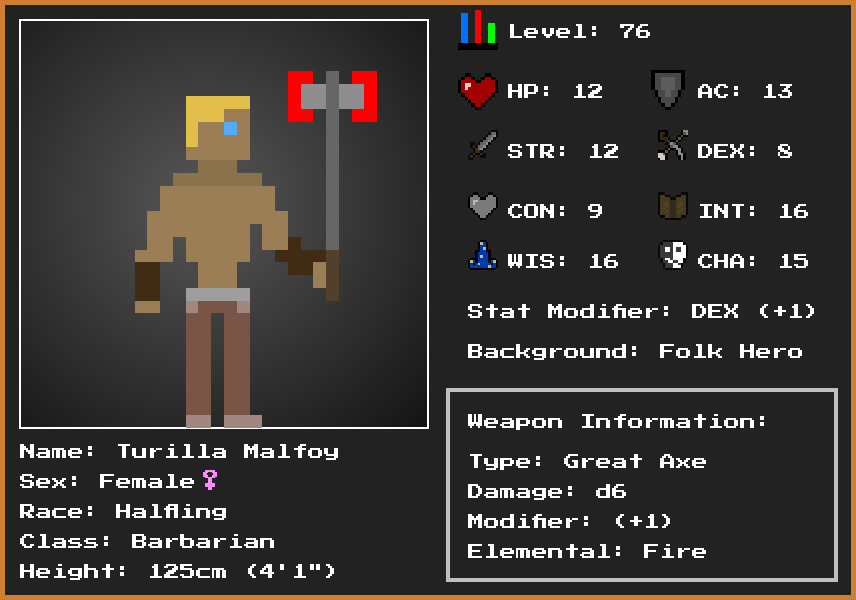 Level: 76
HP: 12
AC: 13
STR: 12
DEX: 8
CON: 9
INT: 16
WIS: 16
CHA: 15
Stat Modifier: DEX (+1)
Background: Folk Hero
Weapon Information:
Type: Great Axe
Damage: d6
Modifier: (+1)
Elemental: Fire
Name: Turilla Malfoy
Sex: Female♀
Race: Halfling
Class: Barbarian
Height: 125cm (4'1")